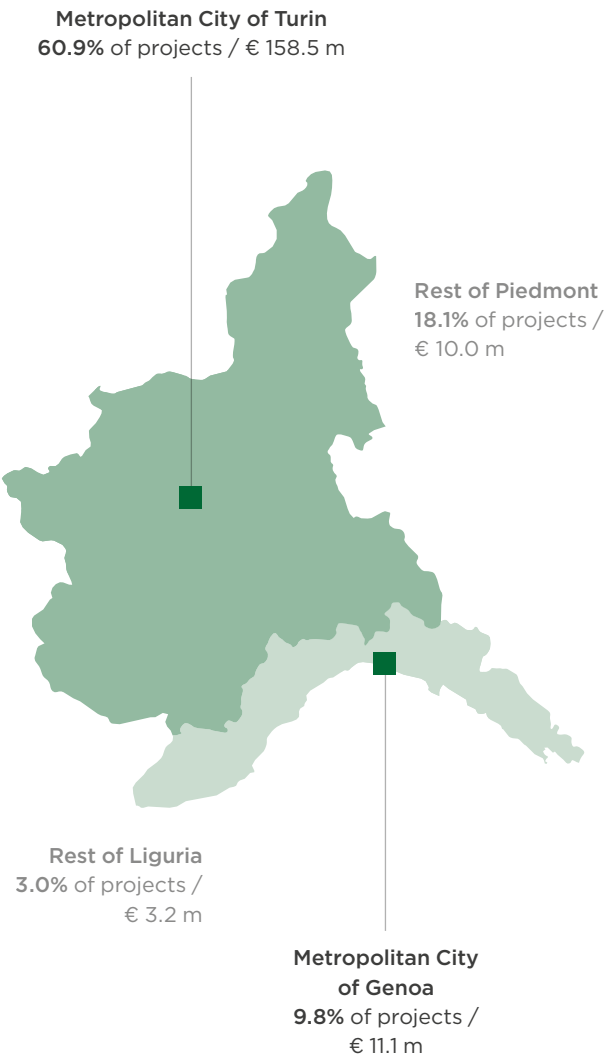 Metropolitan City of Turin
60.9% of projects / € 158.5 m
Rest of Piedmont
18.1% of projects /
€ 10.0 m
Rest of Liguria
3.0% of projects /
€ 3.2 m
Metropolitan City
of Genoa
9.8% of projects /
€ 11.1 m